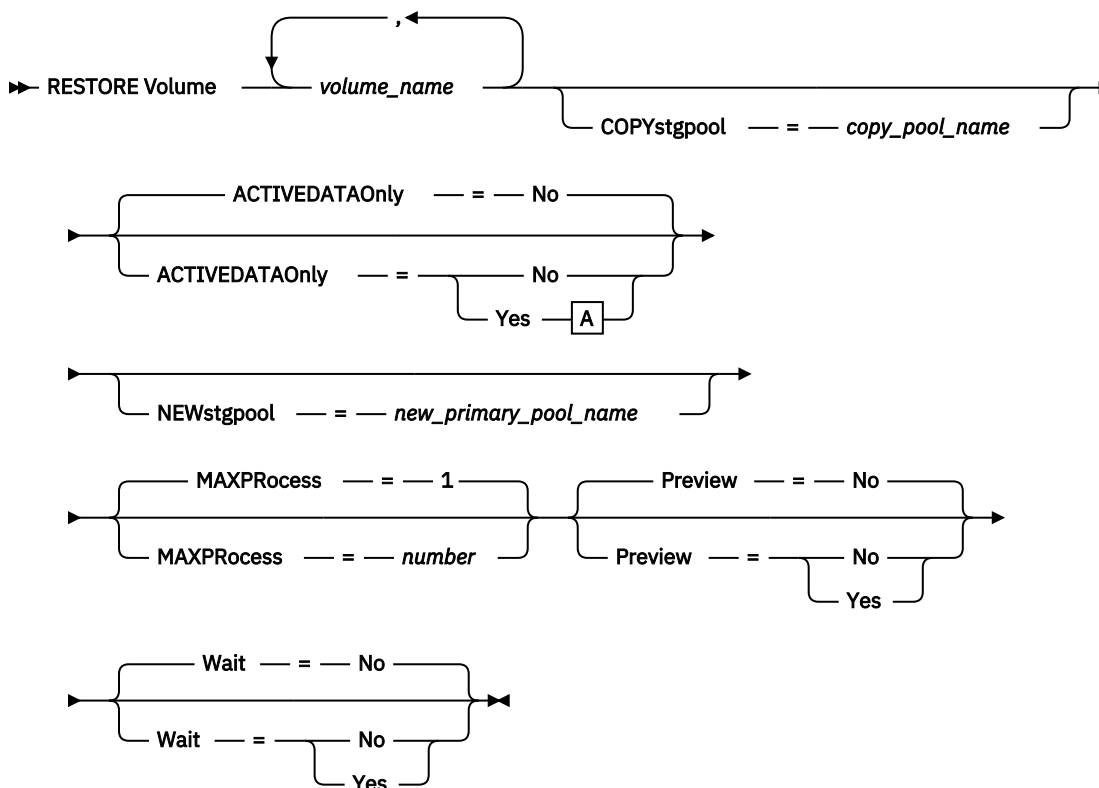 ,
RESTORE Volume volume_name
COPYstgpool = copy_pool_name
ACTIVEDATAOnly = No
ACTIVEDATAOnly = No
Yes A
NEWstgpool = new_primary_pool_name
MAXPRocess = 1 Preview = No
MAXPRocess = number Preview = No
Yes
Wait = No
Wait = No
Yes